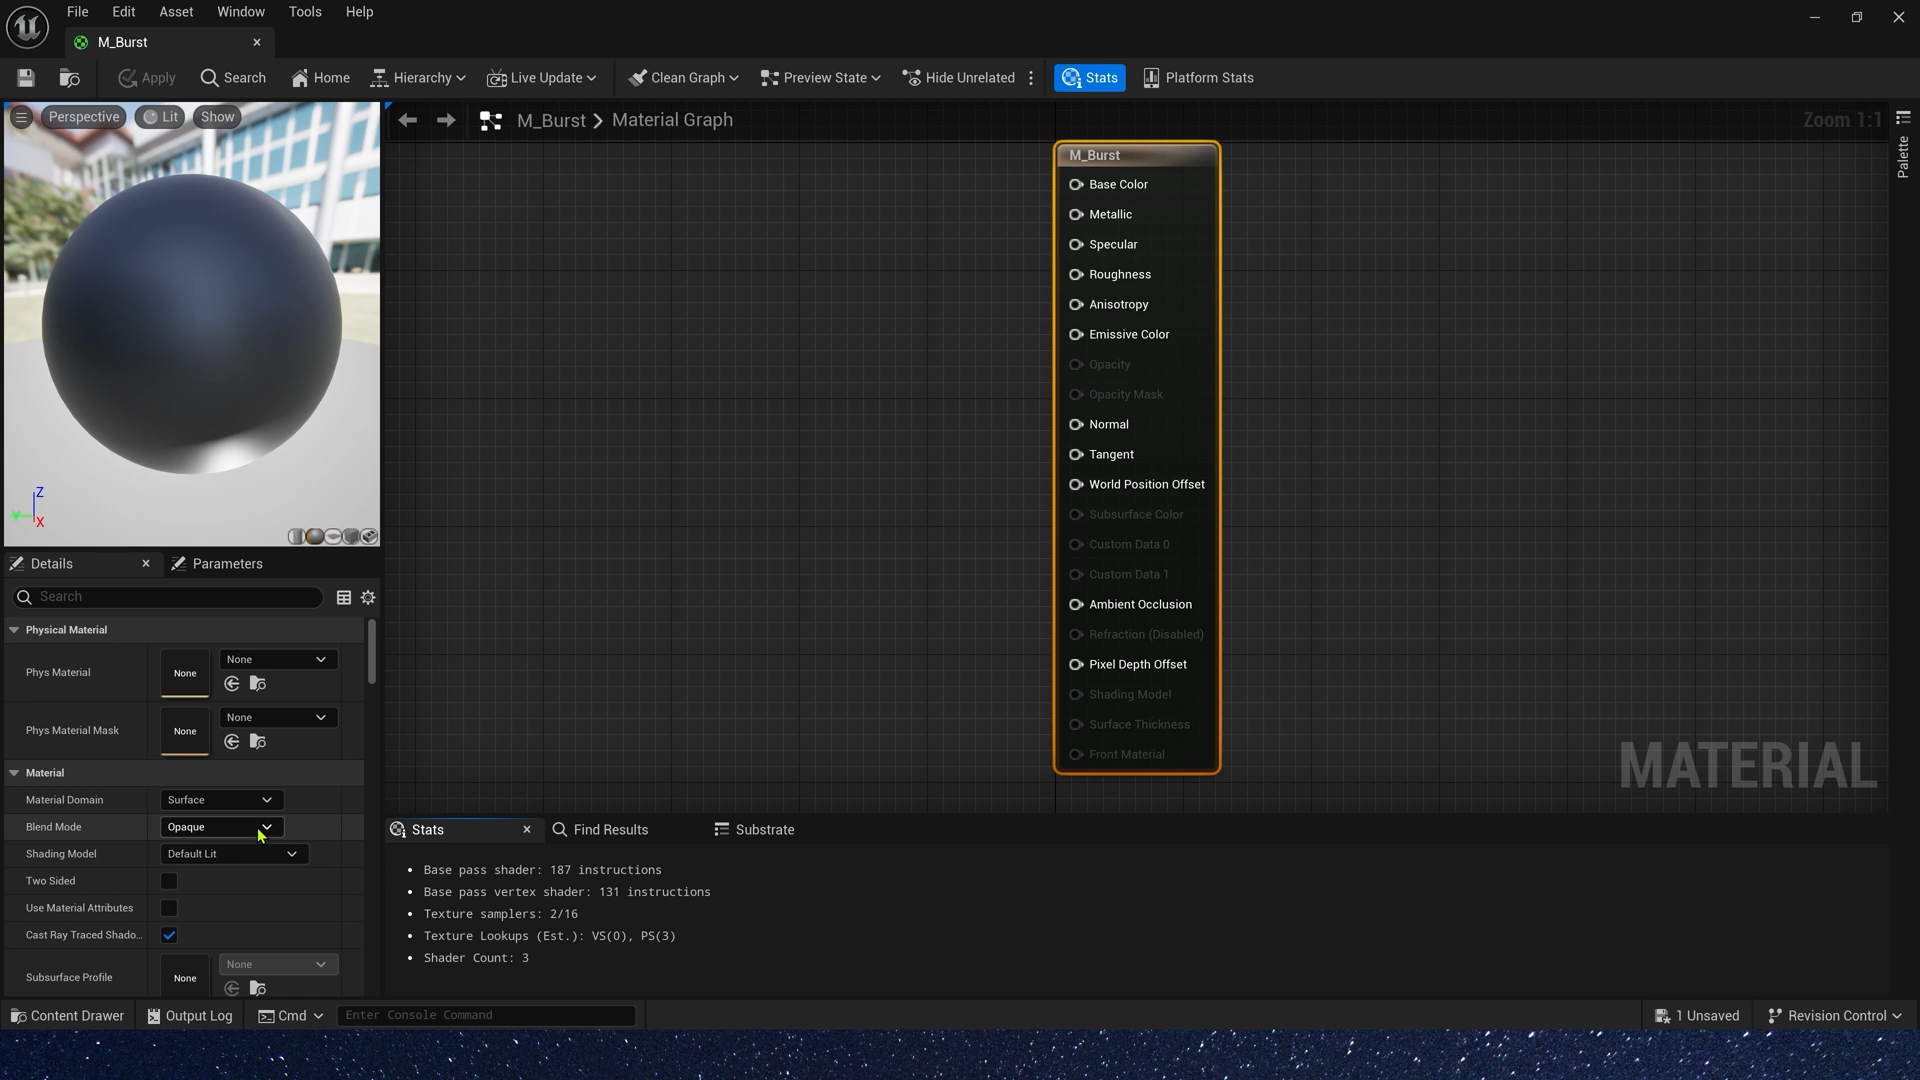 File Edit Asset Window Tools Help
M_Burst
Apply Search Home Hierarchy Live Update Clean Graph Preview State Hide Unrelated Stats Platform Stats
Perspective Lit Show
M_Burst Material Graph
Zoom 1:1
Palette
M_Burst
Base Color
Metallic
Specular
Roughness
Anisotropy
Emissive Color
Opacity
Opacity Mask
Normal
Tangent
World Position Offset
Subsurface Color
Custom Data 0
Custom Data 1
Ambient Occlusion
Refraction (Disabled)
Pixel Depth Offset
Shading Model
Surface Thickness
Front Material
MATERIAL
Z
X
Details Parameters
Search
Physical Material
Phys Material None None
Phys Material Mask None None
Material
Material Domain Surface
Blend Mode Opaque
Shading Model Default Lit
Two Sided
Use Material Attributes
Cast Ray Traced Shado...
Subsurface Profile None None
Stats Find Results Substrate
• Base pass shader: 187 instructions
• Base pass vertex shader: 131 instructions
• Texture samplers: 2/16
• Texture Lookups (Est.): VS(0), PS(3)
• Shader Count: 3
Content Drawer Output Log Cmd Enter Console Command 1 Unsaved Revision Control